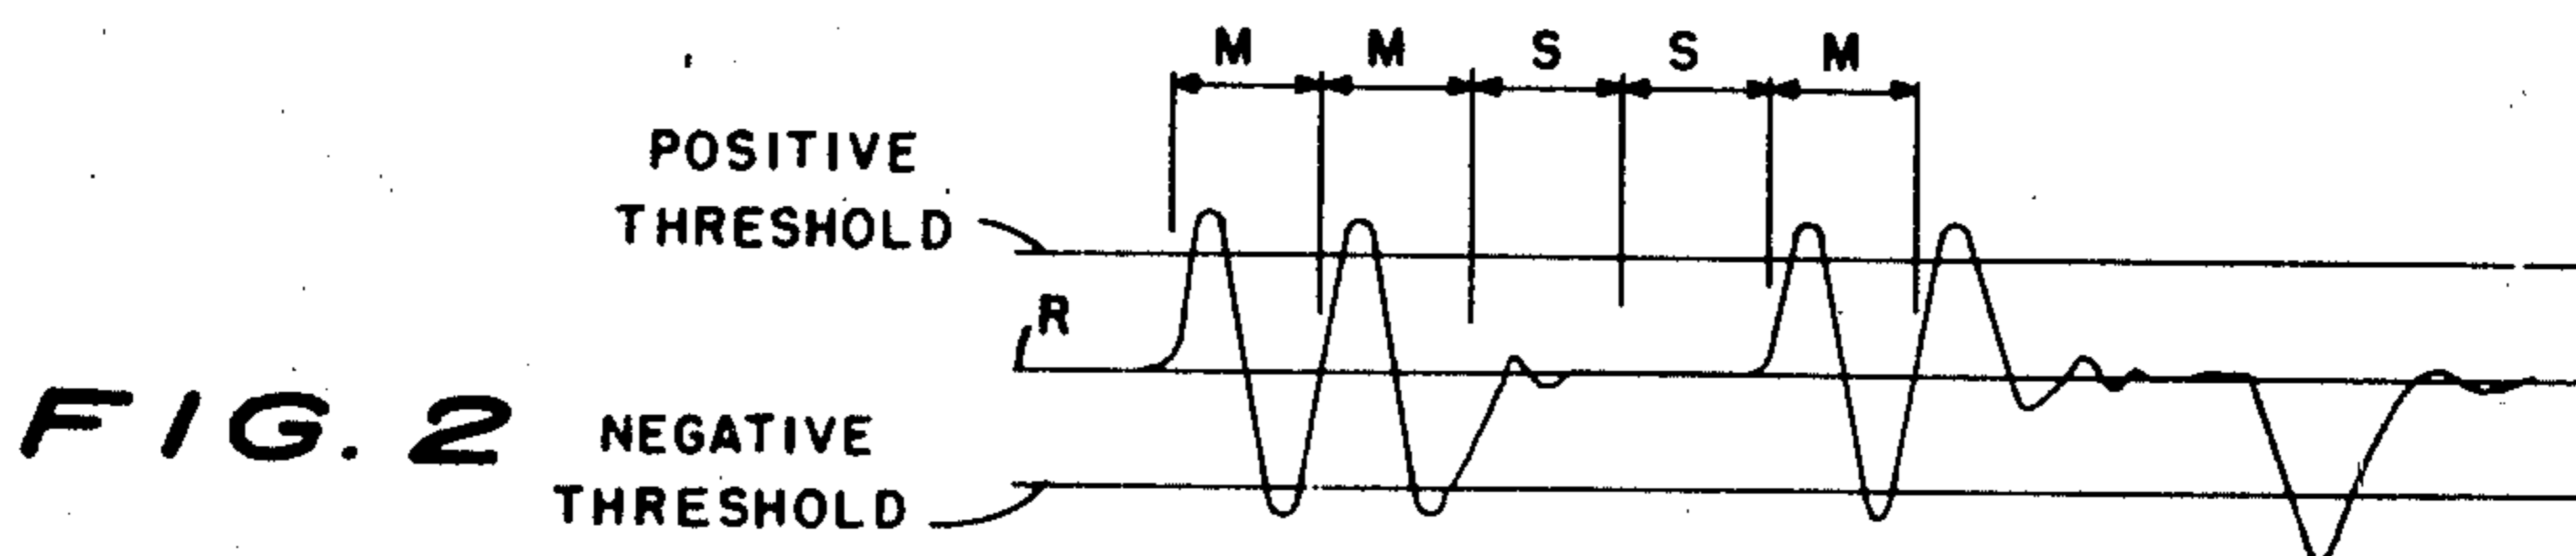 M M S S M
POSITIVE
THRESHOLD
R
FIG. 2
NEGATIVE
THRESHOLD